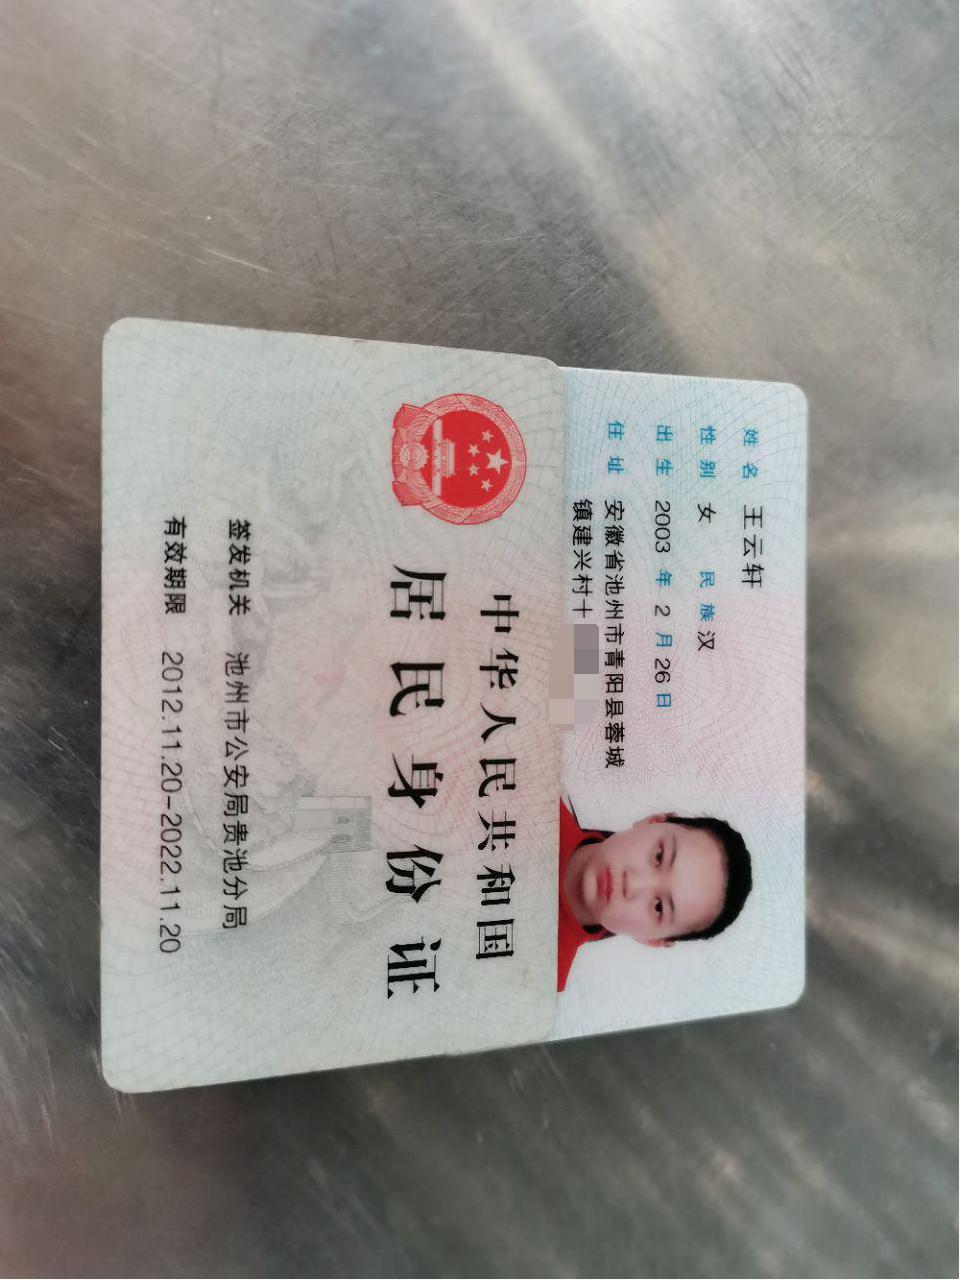 姓名 王云轩
性别 女 民族 汉
出生 2003 年 2 月 26 日
住址 安徽省池州市青阳县蓉城
镇建兴村十
中华人民共和国
居民身份证
签发机关 池州市公安局贵池分局
有效期限 2012.11.20-2022.11.20